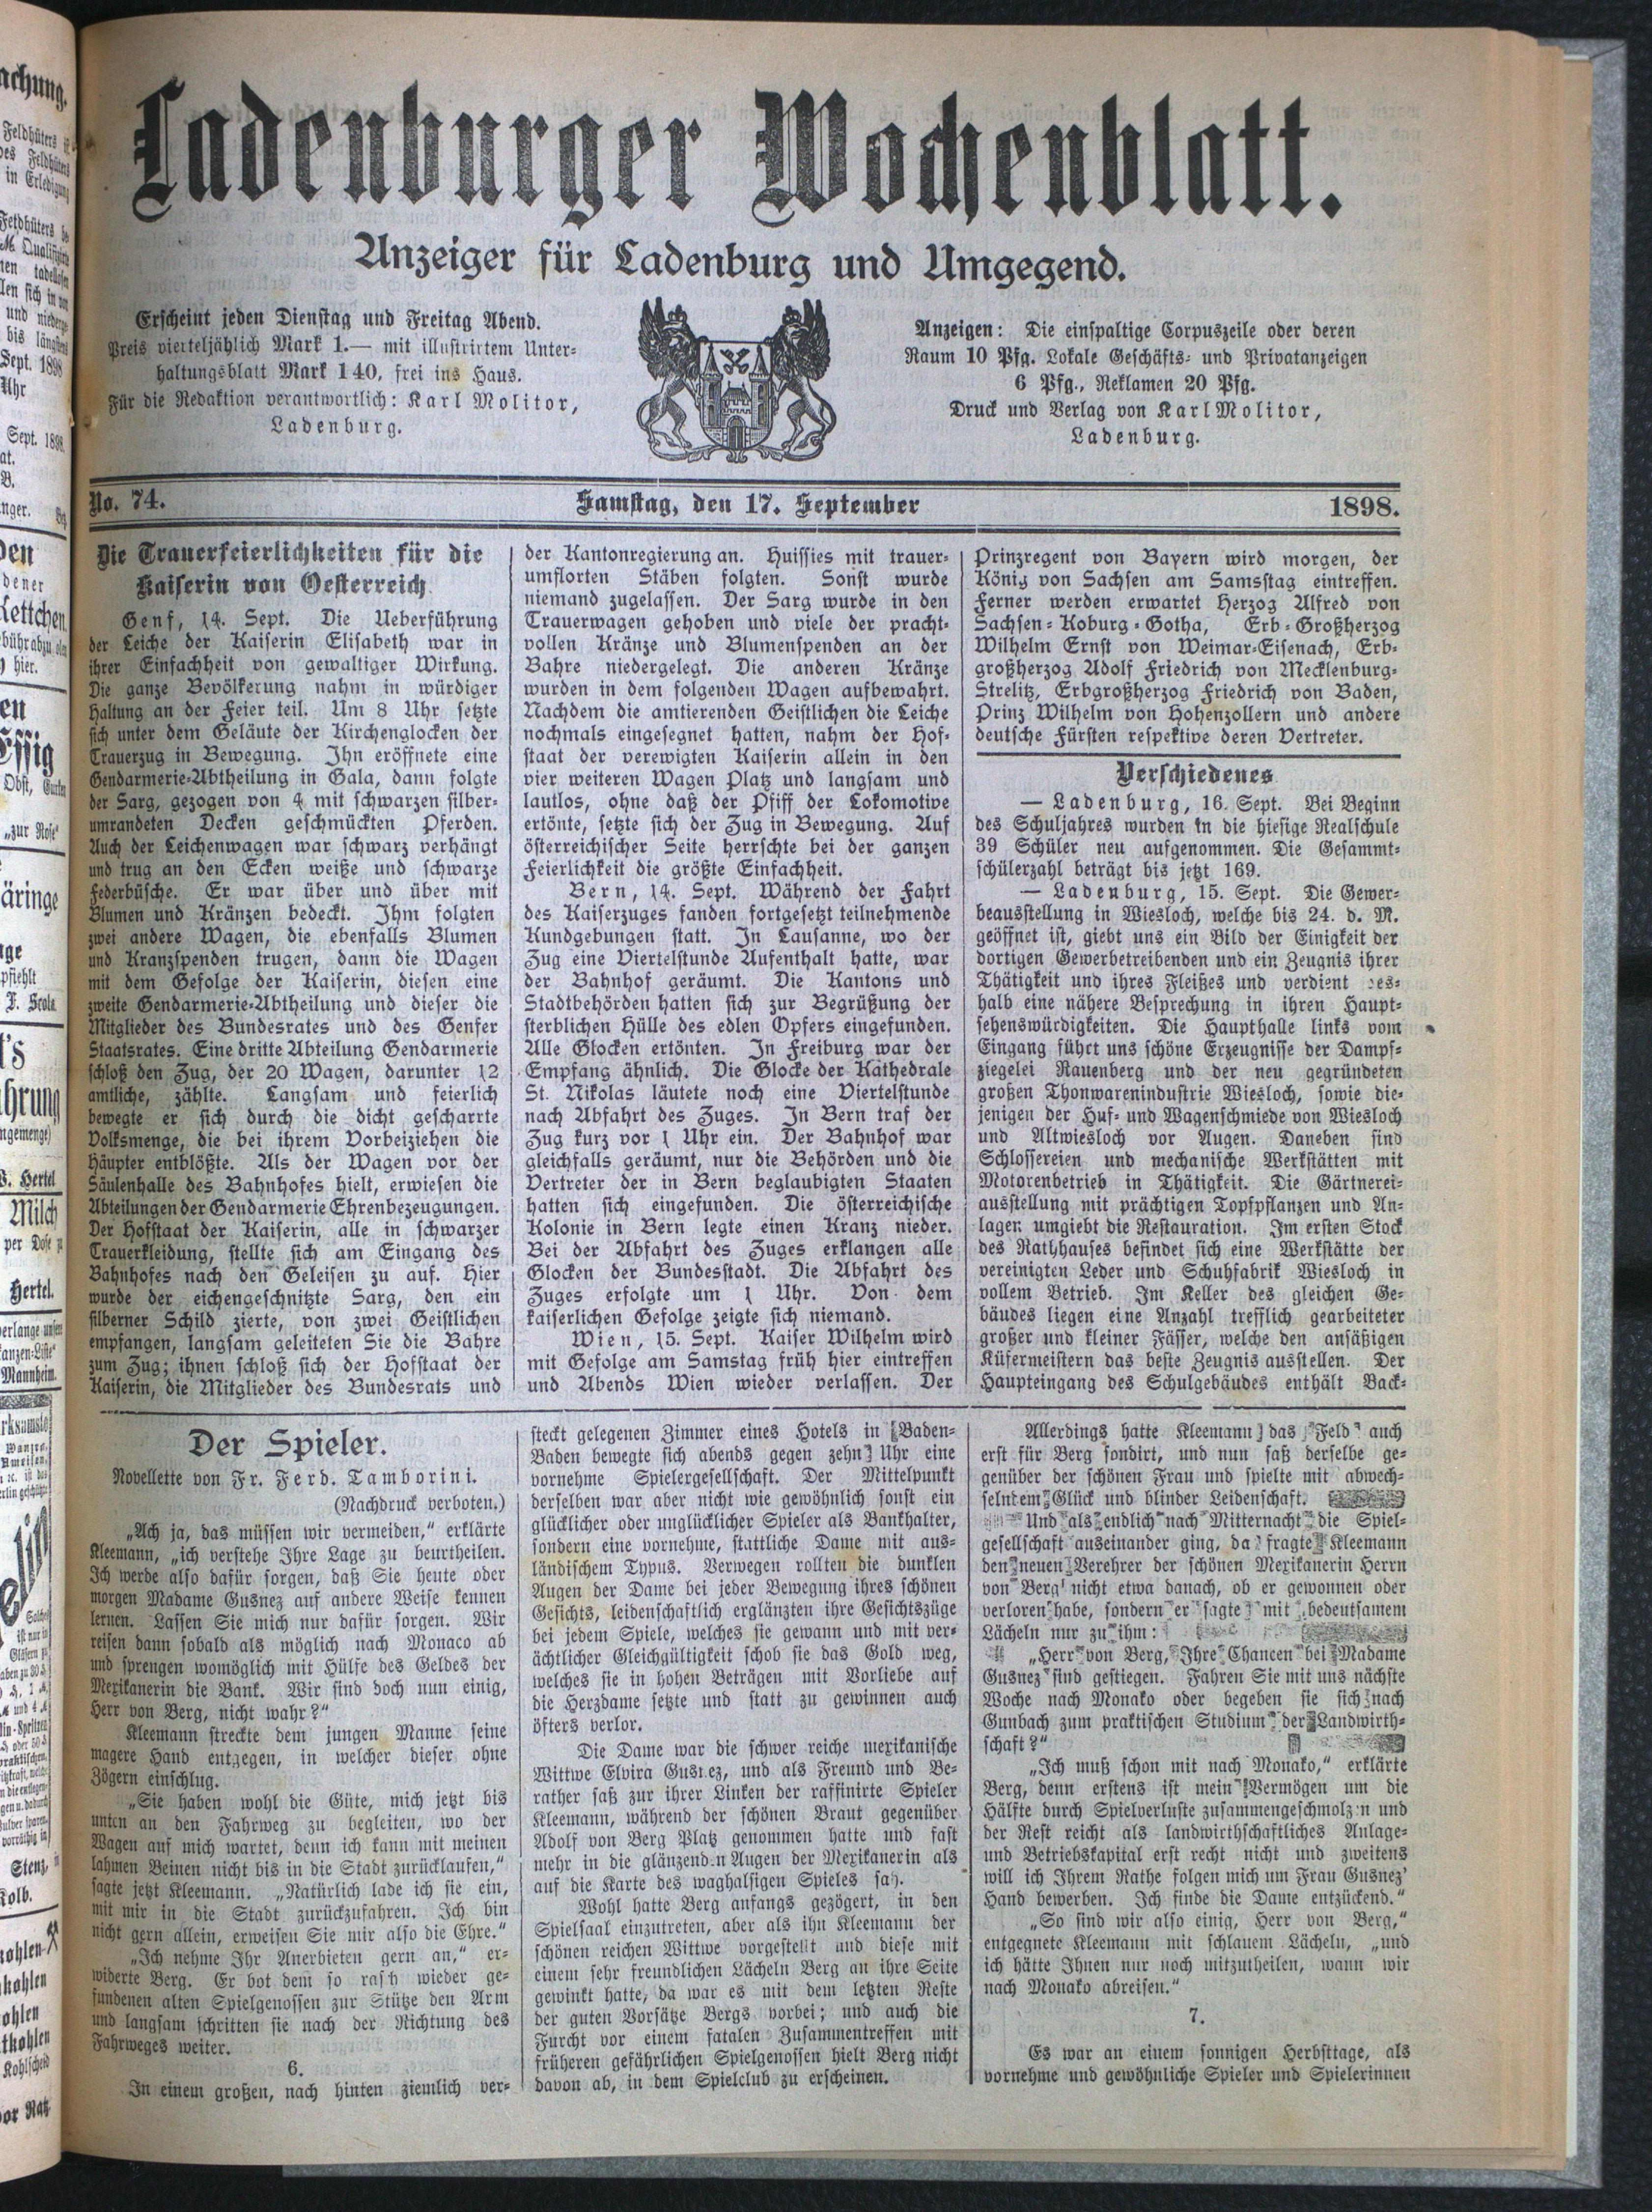 Ladenburger Wochenblatt.
Anzeiger für Ladenburg und Umgegend.
Erscheint jeden Dienstag und Freitag Abend.
Preis vierteljählich Mark 1.— mit illustrirtem Unter-
haltungsblatt Mark 140, frei ins Haus.
Für die Redaktion verantwortlich: Karl Molitor,
Ladenburg.
Anzeigen: Die einspaltige Corpuszeile oder deren
Raum 10 Pfg. Lokale Geschäfts- und Privatanzeigen
6 Pfg., Reklamen 20 Pfg.
Druck und Verlag von Karl Molitor,
Ladenburg.
No. 74.
Samstag, den 17. September
1898.
Die Trauerfeierlichkeiten für die
Kaiserin von Oesterreich
Genf, 14. Sept. Die Ueberführung
der Leiche der Kaiserin Elisabeth war in
ihrer Einfachheit von gewaltiger Wirkung.
Die ganze Bevölkerung nahm in würdiger
Haltung an der Feier teil. Um 8 Uhr setzte
sich unter dem Geläute der Kirchenglocken der
Trauerzug in Bewegung. Ihn eröffnete eine
Gendarmerie-Abtheilung in Gala, dann folgte
der Sarg, gezogen von 4 mit schwarzen silber-
umrandeten Decken geschmückten Pferden.
Auch der Leichenwagen war schwarz verhängt
und trug an den Ecken weiße und schwarze
Federbüsche. Er war über und über mit
Blumen und Kränzen bedeckt. Ihm folgten
zwei andere Wagen, die ebenfalls Blumen
und Kranzspenden trugen, dann die Wagen
mit dem Gefolge der Kaiserin, diesen eine
zweite Gendarmerie-Abtheilung und dieser die
Mitglieder des Bundesrates und des Genfer
Staatsrates. Eine dritte Abteilung Gendarmerie
schloß den Zug, der 20 Wagen, darunter 12
amtliche, zählte. Langsam und feierlich
bewegte er sich durch die dicht gescharrte
Volksmenge, die bei ihrem Vorbeiziehen die
Häupter entblößte. Als der Wagen vor der
Säulenhalle des Bahnhofes hielt, erwiesen die
Abteilungen der Gendarmerie Ehrenbezeugungen.
Der Hofstaat der Kaiserin, alle in schwarzer
Trauerkleidung, stellte sich am Eingang des
Bahnhofes nach den Geleisen zu auf. Hier
wurde der eichengeschnitzte Sarg, den ein
silberner Schild zierte, von zwei Geistlichen
empfangen, langsam geleiteten Sie die Bahre
zum Zug; ihnen schloß sich der Hofstaat der
Kaiserin, die Mitglieder des Bundesrats und
der Kantonregierung an. Huissies mit trauer-
umflorten Stäben folgten. Sonst wurde
niemand zugelassen. Der Sarg wurde in den
Trauerwagen gehoben und viele der pracht-
vollen Kränze und Blumenspenden an der
Bahre niedergelegt. Die anderen Kränze
wurden in dem folgenden Wagen aufbewahrt.
Nachdem die amtierenden Geistlichen die Leiche
nochmals eingesegnet hatten, nahm der Hof-
staat der verewigten Kaiserin allein in den
vier weiteren Wagen Platz und langsam und
lautlos, ohne daß der Pfiff der Lokomotive
ertönte, setzte sich der Zug in Bewegung. Auf
österreichischer Seite herrschte bei der ganzen
Feierlichkeit die größte Einfachheit.
Bern, 14. Sept. Während der Fahrt
des Kaiserzuges fanden fortgesetzt teilnehmende
Kundgebungen statt. In Lausanne, wo der
Zug eine Viertelstunde Aufenthalt hatte, war
der Bahnhof geräumt. Die Kantons und
Stadtbehörden hatten sich zur Begrüßung der
sterblichen Hülle des edlen Opfers eingefunden.
Alle Glocken ertönten. In Freiburg war der
Empfang ähnlich. Die Glocke der Kathedrale
St. Nikolas läutete noch eine Viertelstunde
nach Abfahrt des Zuges. In Bern traf der
Zug kurz vor 1 Uhr ein. Der Bahnhof war
gleichfalls geräumt, nur die Behörden und die
Vertreter der in Bern beglaubigten Staaten
hatten sich eingefunden. Die österreichische
Kolonie in Bern legte einen Kranz nieder.
Bei der Abfahrt des Zuges erklangen alle
Glocken der Bundesstadt. Die Abfahrt des
Zuges erfolgte um 1 Uhr. Von dem
kaiserlichen Gefolge zeigte sich niemand.
Wien, 15. Sept. Kaiser Wilhelm wird
mit Gefolge am Samstag früh hier eintreffen
und Abends Wien wieder verlassen. Der
Prinzregent von Bayern wird morgen, der
König von Sachsen am Samsstag eintreffen.
Ferner werden erwartet Herzog Alfred von
Sachsen-Koburg-Gotha, Erb-Großherzog
Wilhelm Ernst von Weimar-Eisenach, Erb-
großherzog Adolf Friedrich von Mecklenburg-
Strelitz, Erbgroßherzog Friedrich von Baden,
Prinz Wilhelm von Hohenzollern und andere
deutsche Fürsten respektive deren Vertreter.
Verschiedenes
— Ladenburg, 16. Sept. Bei Beginn
des Schuljahres wurden in die hiesige Realschule
39 Schüler neu aufgenommen. Die Gesammt-
schülerzahl beträgt bis jetzt 169.
— Ladenburg, 15. Sept. Die Gewer-
beausstellung in Wiesloch, welche bis 24. d. M.
geöffnet ist, giebt uns ein Bild der Einigkeit der
dortigen Gewerbetreibenden und ein Zeugnis ihrer
Thätigkeit und ihres Fleißes und verdient es-
halb eine nähere Besprechung in ihren Haupt-
sehenswürdigkeiten. Die Haupthalle links vom
Eingang führt uns schöne Erzeugnisse der Dampf-
ziegelei Rauenberg und der neu gegründeten
großen Thonwarenindustrie Wiesloch, sowie die-
jenigen der Huf- und Wagenschmiede von Wiesloch
und Altwiesloch vor Augen. Daneben sind
Schlossereien und mechanische Werkstätten mit
Motorenbetrieb in Thätigkeit. Die Gärtnerei-
ausstellung mit prächtigen Topfpflanzen und An-
lagen umgiebt die Restauration. Im ersten Stock
des Rathhauses befindet sich eine Werkstätte der
vereinigten Leder und Schuhfabrik Wiesloch in
vollem Betrieb. Im Keller des gleichen Ge-
bäudes liegen eine Anzahl trefflich gearbeiteter
großer und kleiner Fässer, welche den ansäßigen
Küfermeistern das beste Zeugnis ausstellen. Der
Haupteingang des Schulgebäudes enthält Back-
Der Spieler.
Novellette von Fr. Ferd. Tamborini.
(Nachdruck verboten.)
„Ach ja, das müssen wir vermeiden,“ erklärte
Kleemann, „ich verstehe Ihre Lage zu beurtheilen.
Ich werde also dafür sorgen, daß Sie heute oder
morgen Madame Gusnez auf andere Weise kennen
lernen. Lassen Sie mich nur dafür sorgen. Wir
reisen dann sobald als möglich nach Monaco ab
und sprengen womöglich mit Hülfe des Geldes der
Mexikanerin die Bank. Wir sind doch nun einig,
Herr von Berg, nicht wahr?“
Kleemann streckte dem jungen Manne seine
magere Hand entgegen, in welcher dieser ohne
Zögern einschlug.
„Sie haben wohl die Güte, mich jetzt bis
unten an den Fahrweg zu begleiten, wo der
Wagen auf mich wartet, denn ich kann mit meinen
lahmen Beinen nicht bis in die Stadt zurücklaufen,“
sagte jetzt Kleemann. „Natürlich lade ich sie ein,
mit mir in die Stadt zurückzufahren. Ich bin
nicht gern allein, erweisen Sie mir also die Ehre.“
„Ich nehme Ihr Anerbieten gern an,“ er-
widerte Berg. Er bot dem so rasch wieder ge-
fundenen alten Spielgenossen zur Stütze den Arm
und langsam schritten sie nach der Richtung des
Fahrweges weiter.
6.
In einem großen, nach hinten ziemlich ver-
steckt gelegenen Zimmer eines Hotels in Baden-
Baden bewegte sich abends gegen zehn Uhr eine
vornehme Spielergesellschaft. Der Mittelpunkt
derselben war aber nicht wie gewöhnlich sonst ein
glücklicher oder unglücklicher Spieler als Bankhalter,
sondern eine vornehme, stattliche Dame mit aus-
ländischem Typus. Verwegen rollten die dunklen
Augen der Dame bei jeder Bewegung ihres schönen
Gesichts, leidenschaftlich erglänzten ihre Gesichtszüge
bei jedem Spiele, welches sie gewann und mit ver-
ächtlicher Gleichgültigkeit schob sie das Gold weg,
welches sie in hohen Beträgen mit Vorliebe auf
die Herzdame setzte und statt zu gewinnen auch
öfters verlor.
Die Dame war die schwer reiche mexikanische
Wittwe Elvira Gusnez, und als Freund und Be-
rather saß zur ihrer Linken der raffinirte Spieler
Kleemann, während der schönen Braut gegenüber
Adolf von Berg Platz genommen hatte und fast
mehr in die glänzenden Augen der Mexikanerin als
auf die Karte des waghalsigen Spieles sah.
Wohl hatte Berg anfangs gezögert, in den
Spielsaal einzutreten, aber als ihn Kleemann der
schönen reichen Wittwe vorgestellt und diese mit
einem sehr freundlichen Lächeln Berg an ihre Seite
gewinkt hatte, da war es mit dem letzten Reste
der guten Vorsätze Bergs vorbei; und auch die
Furcht vor einem fatalen Zusammentreffen mit
früheren gefährlichen Spielgenossen hielt Berg nicht
davon ab, in dem Spielclub zu erscheinen.
Allerdings hatte Kleemann das Feld auch
erst für Berg sondirt, und nun saß derselbe ge-
genüber der schönen Frau und spielte mit abwech-
selndem Glück und blinder Leidenschaft.
Und als endlich nach Mitternacht die Spiel-
gesellschaft auseinander ging, da fragte Kleemann
den neuen Verehrer der schönen Mexikanerin Herrn
von Berg nicht etwa danach, ob er gewonnen oder
verloren habe, sondern er sagte mit bedeutsamem
Lächeln nur zu ihm:
„Herr von Berg, Ihre Chancen bei Madame
Gusnez sind gestiegen. Fahren Sie mit uns nächste
Woche nach Monako oder begeben sie sich nach
Gunbach zum praktischen Studium der Landwirth-
schaft?“
„Ich muß schon mit nach Monako,“ erklärte
Berg, denn erstens ist mein Vermögen um die
Hälfte durch Spielverluste zusammengeschmolzen und
der Rest reicht als landwirthschaftliches Anlage-
und Betriebskapital erst recht nicht und zweitens
will ich Ihrem Rathe folgen mich um Frau Gusnez'
Hand bewerben. Ich finde die Dame entzückend.“
„So sind wir also einig, Herr von Berg,“
entgegnete Kleemann mit schlauem Lächeln, „und
ich hätte Ihnen nur noch mitzutheilen, wann wir
nach Monako abreisen.“
7.
Es war an einem sonnigen Herbsttage, als
vornehme und gewöhnliche Spieler und Spielerinnen